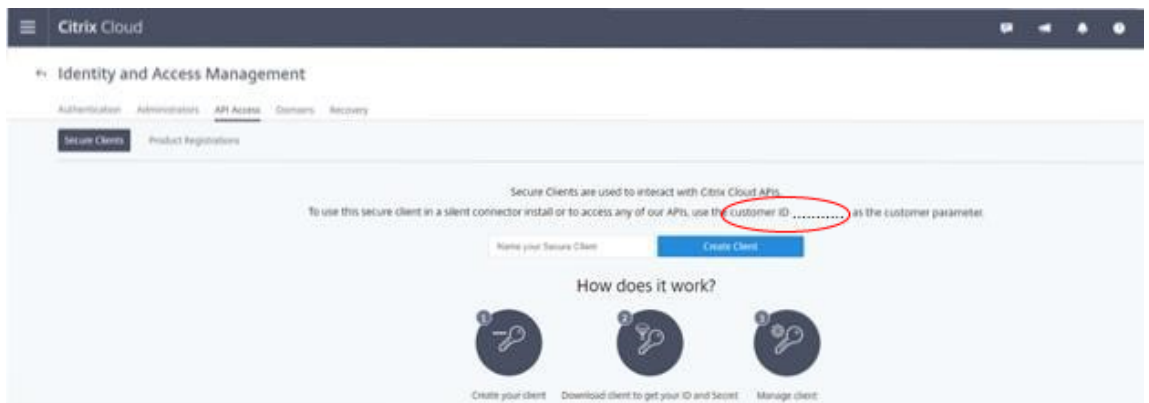 Citrix Cloud
Identity and Access Management
Authentication Administrators API Access Domains Recovery
Secure Clients Product Registrations
Secure Clients are used to interact with Citrix Cloud APIs.
To use this secure client in a silent connector install or to access any of our APIs, use the customer ID ........... as the customer parameter.
Name your Secure Client Create Client
How does it work?
1 2 3
Create your client Download client to get your ID and Secret Manage client